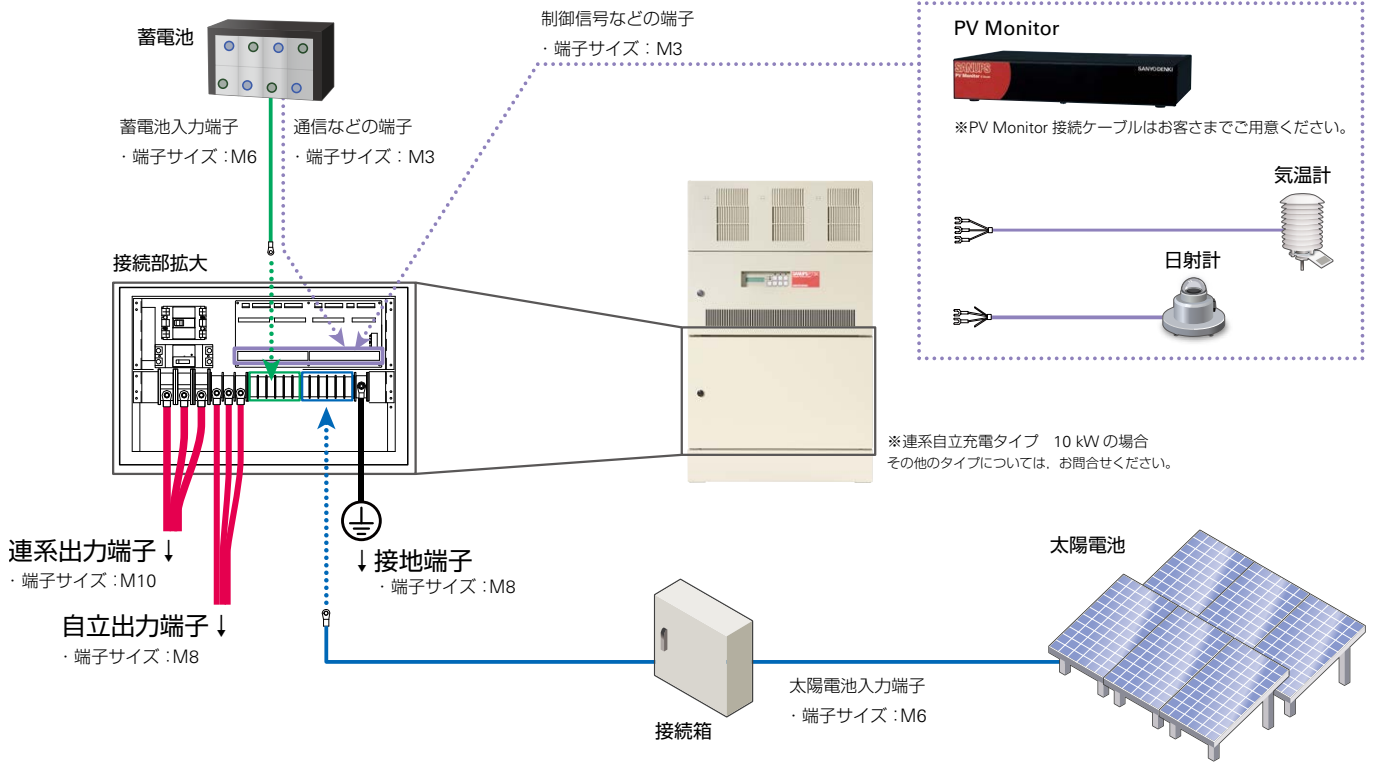 制御信号などの端子
・端子サイズ：M3
PV Monitor
SANUPS
PV Monitor
SANYO DENKI
※PV Monitor 接続ケーブルはお客さまでご用意ください。
気温計
日射計
蓄電池
蓄電池入力端子
・端子サイズ：M6
通信などの端子
・端子サイズ：M3
接続部拡大
※連系自立充電タイプ　10 kW の場合
その他のタイプについては，お問合せください。
連系出力端子↓
・端子サイズ：M10
自立出力端子↓
・端子サイズ：M8
↓接地端子
・端子サイズ：M8
太陽電池
太陽電池入力端子
・端子サイズ：M6
接続箱